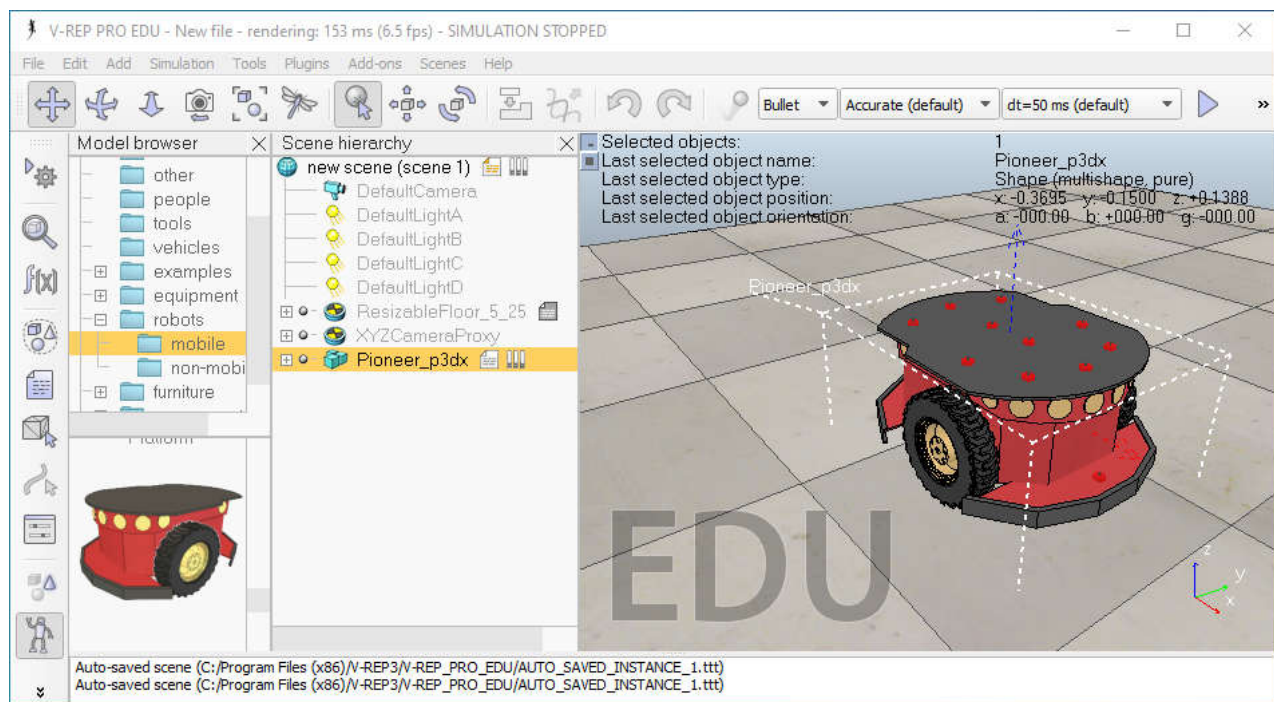 V-REP PRO EDU - New file - rendering: 153 ms (6.5 fps) - SIMULATION STOPPED
File Edit Add Simulation Tools Plugins Add-ons Scenes Help
Bullet Accurate (default) dt=50 ms (default) »
Model browser
other
people
tools
vehicles
examples
equipment
robots
mobile
non-mobi
furniture
Scene hierarchy
new scene (scene 1)
DefaultCamera
DefaultLightA
DefaultLightB
DefaultLightC
DefaultLightD
ResizableFloor_5_25
XYZCameraProxy
Pioneer_p3dx
Selected objects: 1
Last selected object name: Pioneer_p3dx
Last selected object type: Shape (multishape, pure)
Last selected object position: x: -0.3695 y: -0.1500 z: +0.1388
Last selected object orientation: a: -000.00 b: +000.00 g: -000.00
Pioneer_p3dx
EDU
z
y
x
f(x)
Auto-saved scene (C:/Program Files (x86)/V-REP3/V-REP_PRO_EDU/AUTO_SAVED_INSTANCE_1.ttt)
Auto-saved scene (C:/Program Files (x86)/V-REP3/V-REP_PRO_EDU/AUTO_SAVED_INSTANCE_1.ttt)